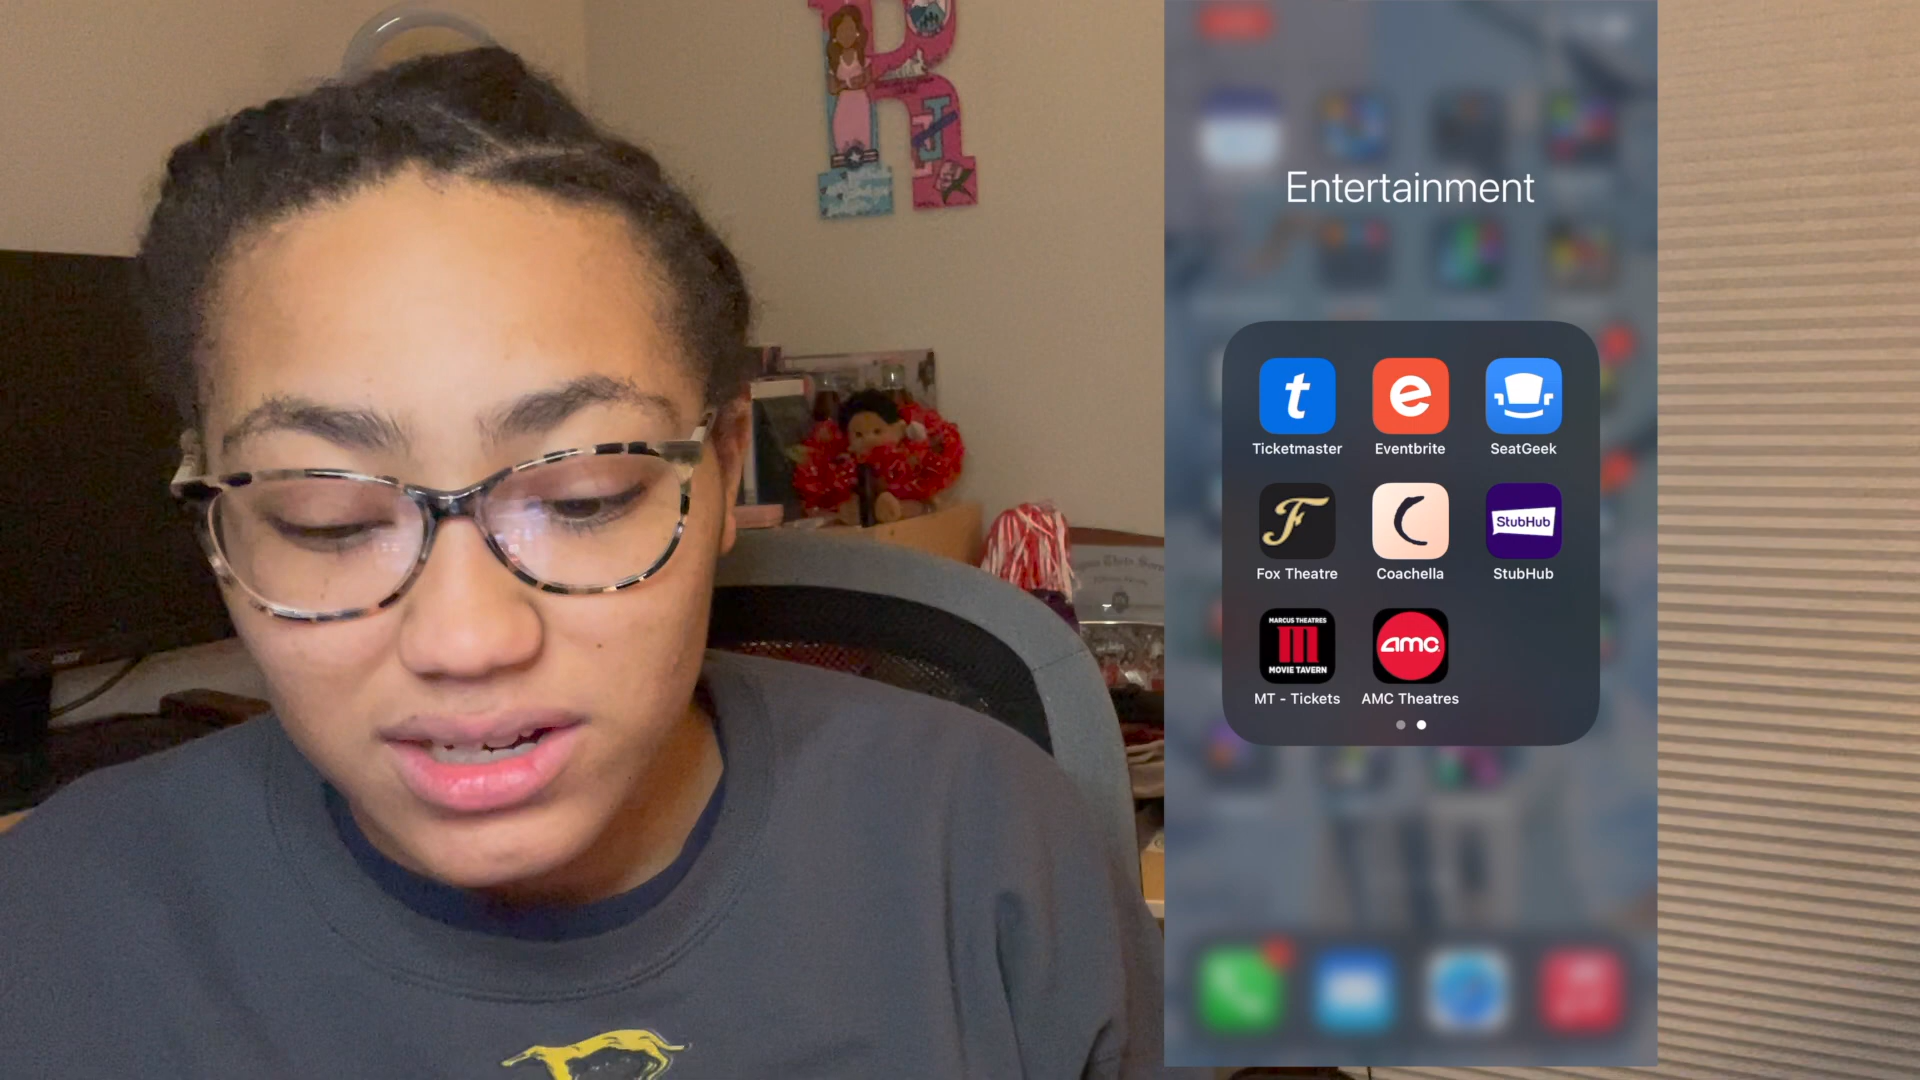 Entertainment
t
e
Ticketmaster
Eventbrite
SeatGeek
F
C
StubHub
Fox Theatre
Coachella
StubHub
MARCUS THEATRES
MOVIE TAVERN
amc
MT - Tickets
AMC Theatres
R